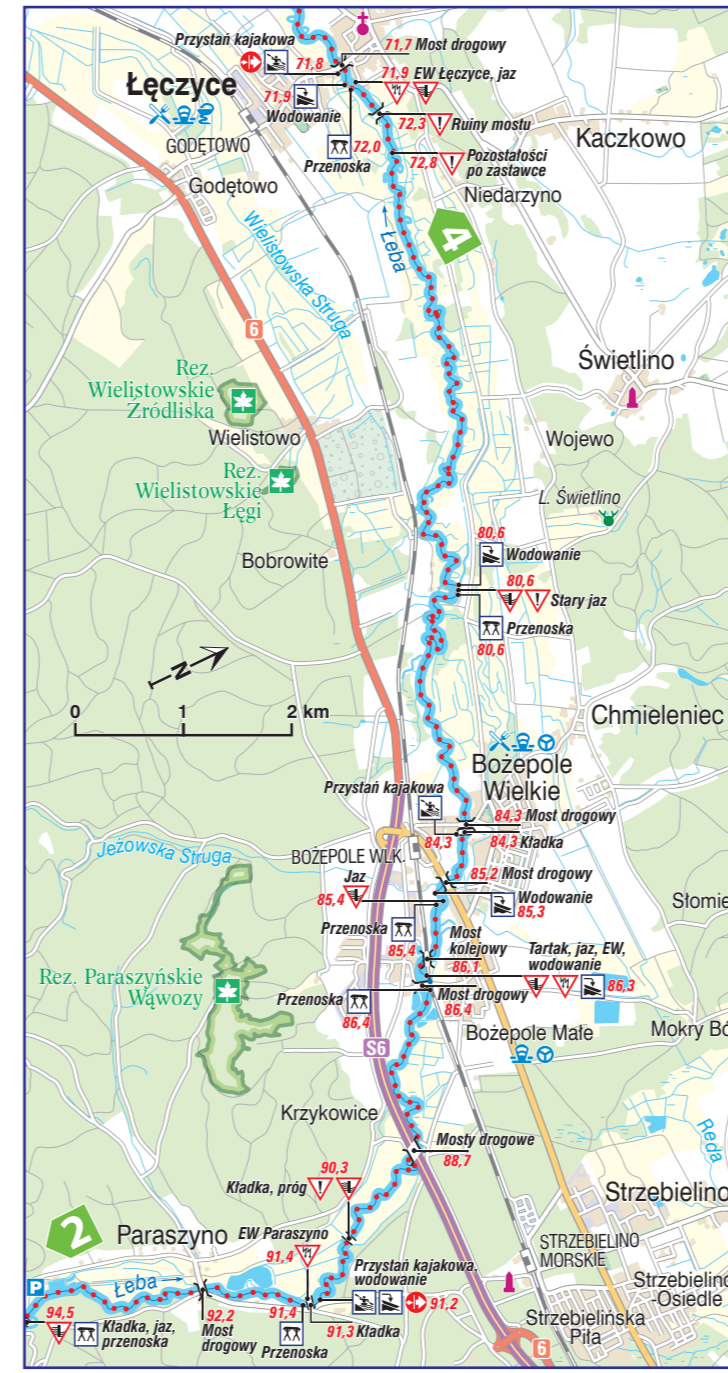 Przystań kajakowa
71,8
71,7 Most drogowy
Łęczyce
71,9
Wodowanie
71,9 EW Łęczyce, jaz
72,3 Ruiny mostu
GODĘTOWO
Przenoska
72,0
72,8 Pozostałości
po zastawce
Kaczkowo
Godętowo
Niedarzyno
Wielistowska Struga
Łeba
4
6
Rez.
Wielistowskie
Źródliska
Świetlino
Wielistowo
Wojewo
Rez.
Wielistowskie
Łęgi
L. Świetlino
80,6
Wodowanie
Bobrowite
80,6
Stary jaz
Przenoska
80,6
N
0 1 2 km
Chmieleniec
Bożepole
Wielkie
Przystań kajakowa
84,3
84,3 Most drogowy
84,3 Kładka
Jeżowska Struga
BOŻEPOLE WLK.
85,2 Most drogowy
Jaz
85,4
Wodowanie
85,3
Słomie
Przenoska
85,4
Most
kolejowy
86,1
Tartak, jaz, EW,
wodowanie
86,3
Rez. Paraszyńskie
Wąwozy
Przenoska
86,4
Most drogowy
86,4
S6
Bożepole Małe
Mokry Bó
Krzykowice
Reda
Mosty drogowe
88,7
90,3
Kładka, próg
Strzebielino
2
Paraszyno
EW Paraszyno
91,4
STRZEBIELINO
MORSKIE
Przystań kajakowa,
wodowanie
91,2
Strzebielino
-Osiedle
P
Łeba
94,5
Kładka, jaz,
przenoska
92,2
Most
drogowy
91,4
Przenoska
91,3 Kładka
Strzebielińska
Piła
6